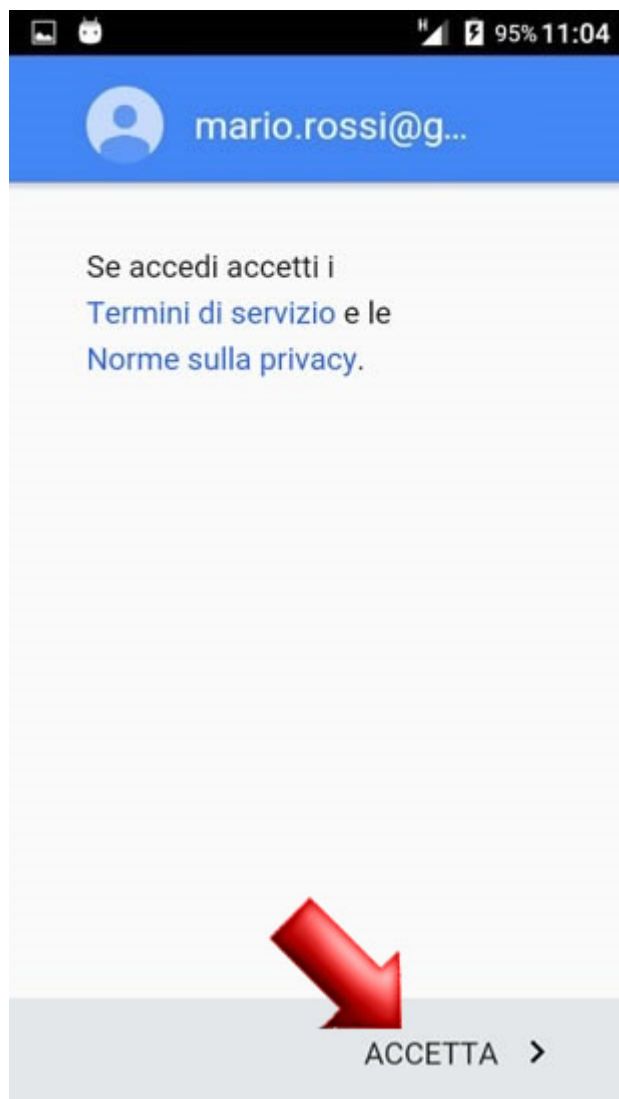 H 95% 11:04
mario.rossi@g...
Se accedi accetti i
Termini di servizio e le
Norme sulla privacy.
ACCETTA >